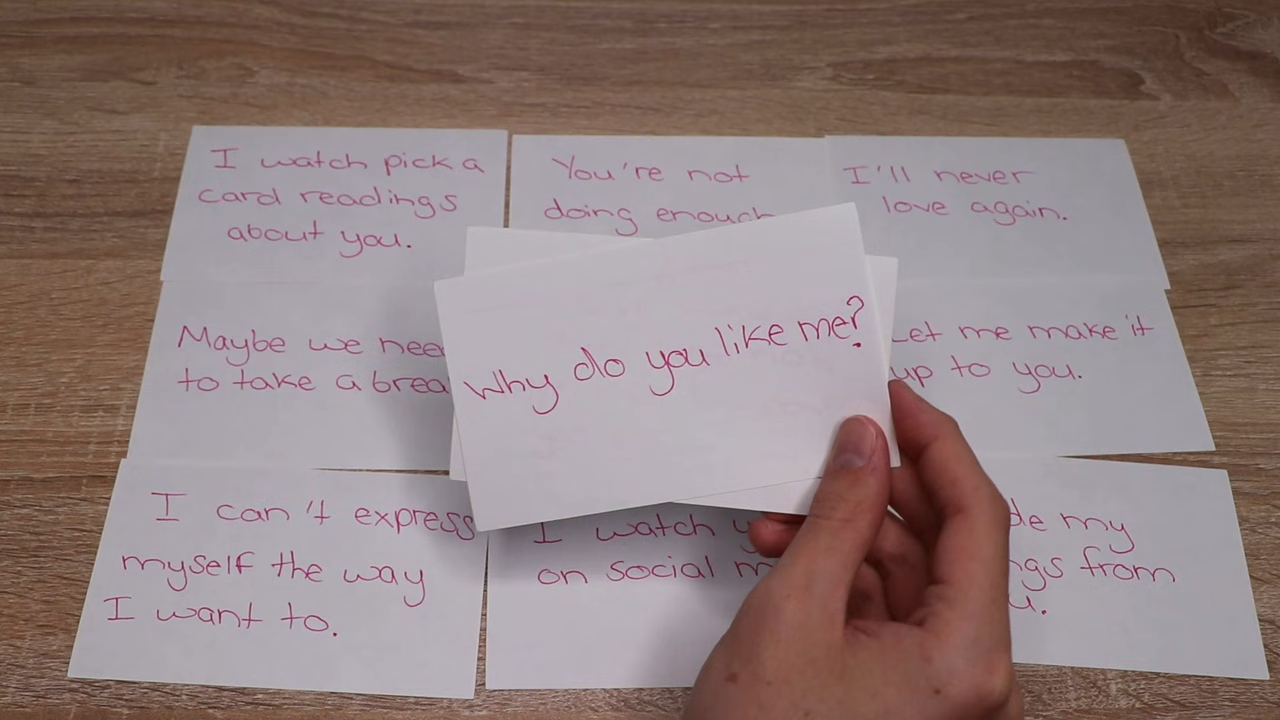 I watch pick a
card readings
about you.
You're not
doing enough
I'll never
love again.
Why do you like me?
Maybe we nee
to take a brea
Let me make it
up to you.
I can't express
myself the way
I want to.
I watch
on social m
de my
ngs from
u.